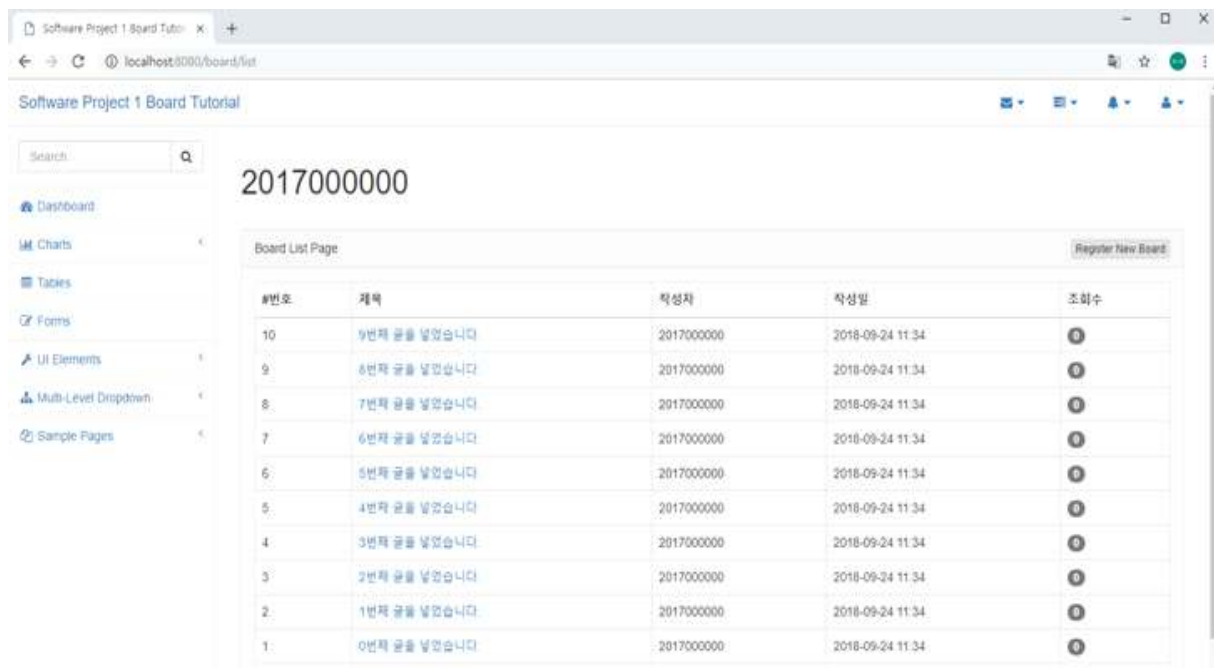 Software Project 1 Board Tutor
localhost:8000/board/list
Software Project 1 Board Tutorial
Search
2017000000
Dashboard
Charts
Board List Page
Register New Board
Tables
#번호 제목 작성자 작성일 조회수
Forms
10 9번째 글을 넣었습니다 2017000000 2018-09-24 11:34 0
UI Elements
9 8번째 글을 넣었습니다 2017000000 2018-09-24 11:34 0
Multi-Level Dropdown
8 7번째 글을 넣었습니다 2017000000 2018-09-24 11:34 0
Sample Pages
7 6번째 글을 넣었습니다 2017000000 2018-09-24 11:34 0
6 5번째 글을 넣었습니다 2017000000 2018-09-24 11:34 0
5 4번째 글을 넣었습니다 2017000000 2018-09-24 11:34 0
4 3번째 글을 넣었습니다 2017000000 2018-09-24 11:34 0
3 2번째 글을 넣었습니다 2017000000 2018-09-24 11:34 0
2 1번째 글을 넣었습니다 2017000000 2018-09-24 11:34 0
1 0번째 글을 넣었습니다 2017000000 2018-09-24 11:34 0